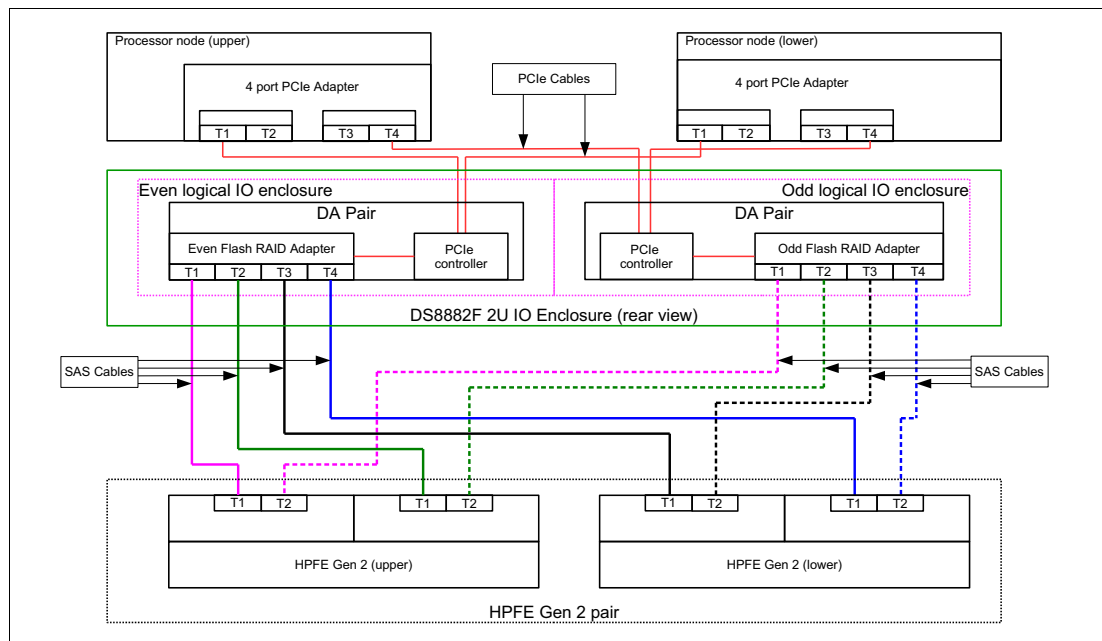 Processor node (upper)
4 port PCIe Adapter
T1 T2 T3 T4
PCIe Cables
Processor node (lower)
4 port PCIe Adapter
T1 T2 T3 T4
Even logical IO enclosure
DA Pair
Even Flash RAID Adapter
T1 T2 T3 T4
PCIe
controller
Odd logical IO enclosure
DA Pair
PCIe
controller
Odd Flash RAID Adapter
T1 T2 T3 T4
DS8882F 2U IO Enclosure (rear view)
SAS Cables
SAS Cables
T1 T2 T1 T2
HPFE Gen 2 (upper)
T1 T2 T1 T2
HPFE Gen 2 (lower)
HPFE Gen 2 pair